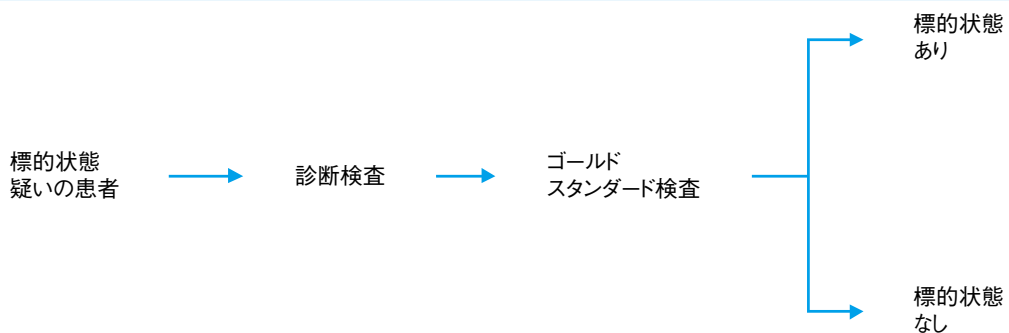 標的状態
あり
標的状態
疑いの患者
診断検査
ゴールド
スタンダード検査
標的状態
なし